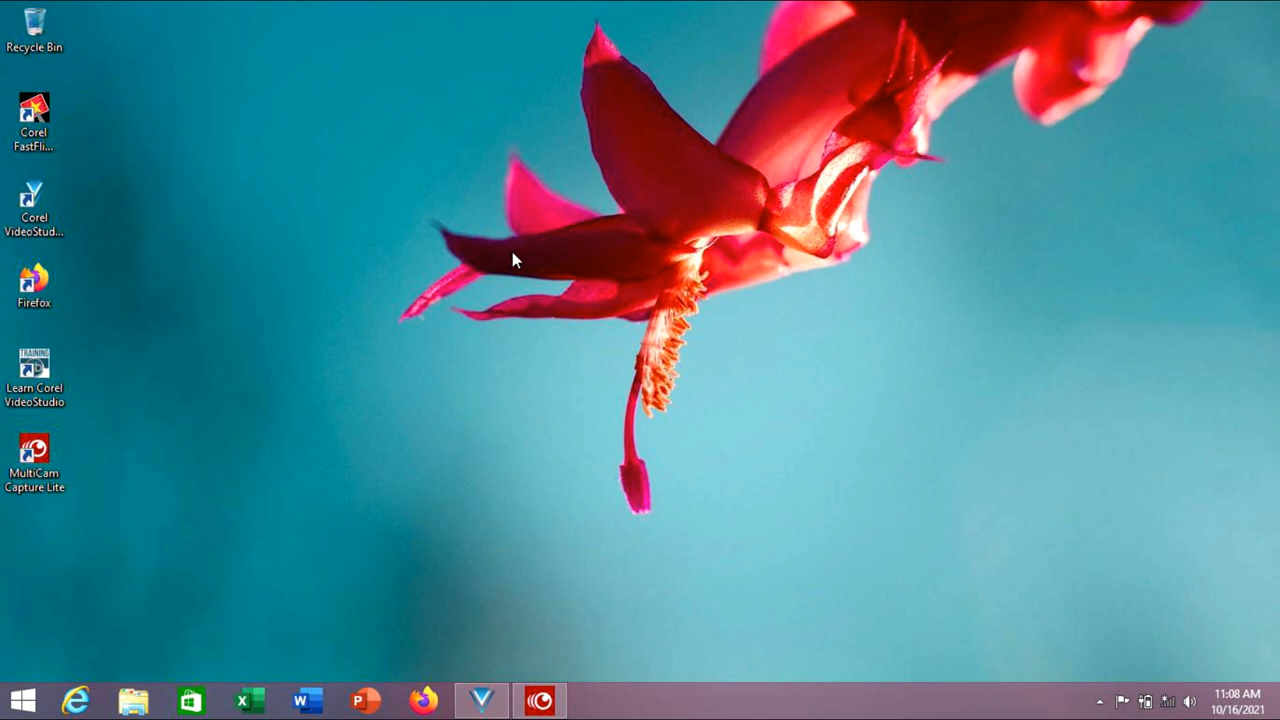 Recycle Bin
Corel
FastFli...
Corel
VideoStud...
Firefox
TRAINING
Learn Corel
VideoStudio
MultiCam
Capture Lite
11:08 AM
10/16/2021